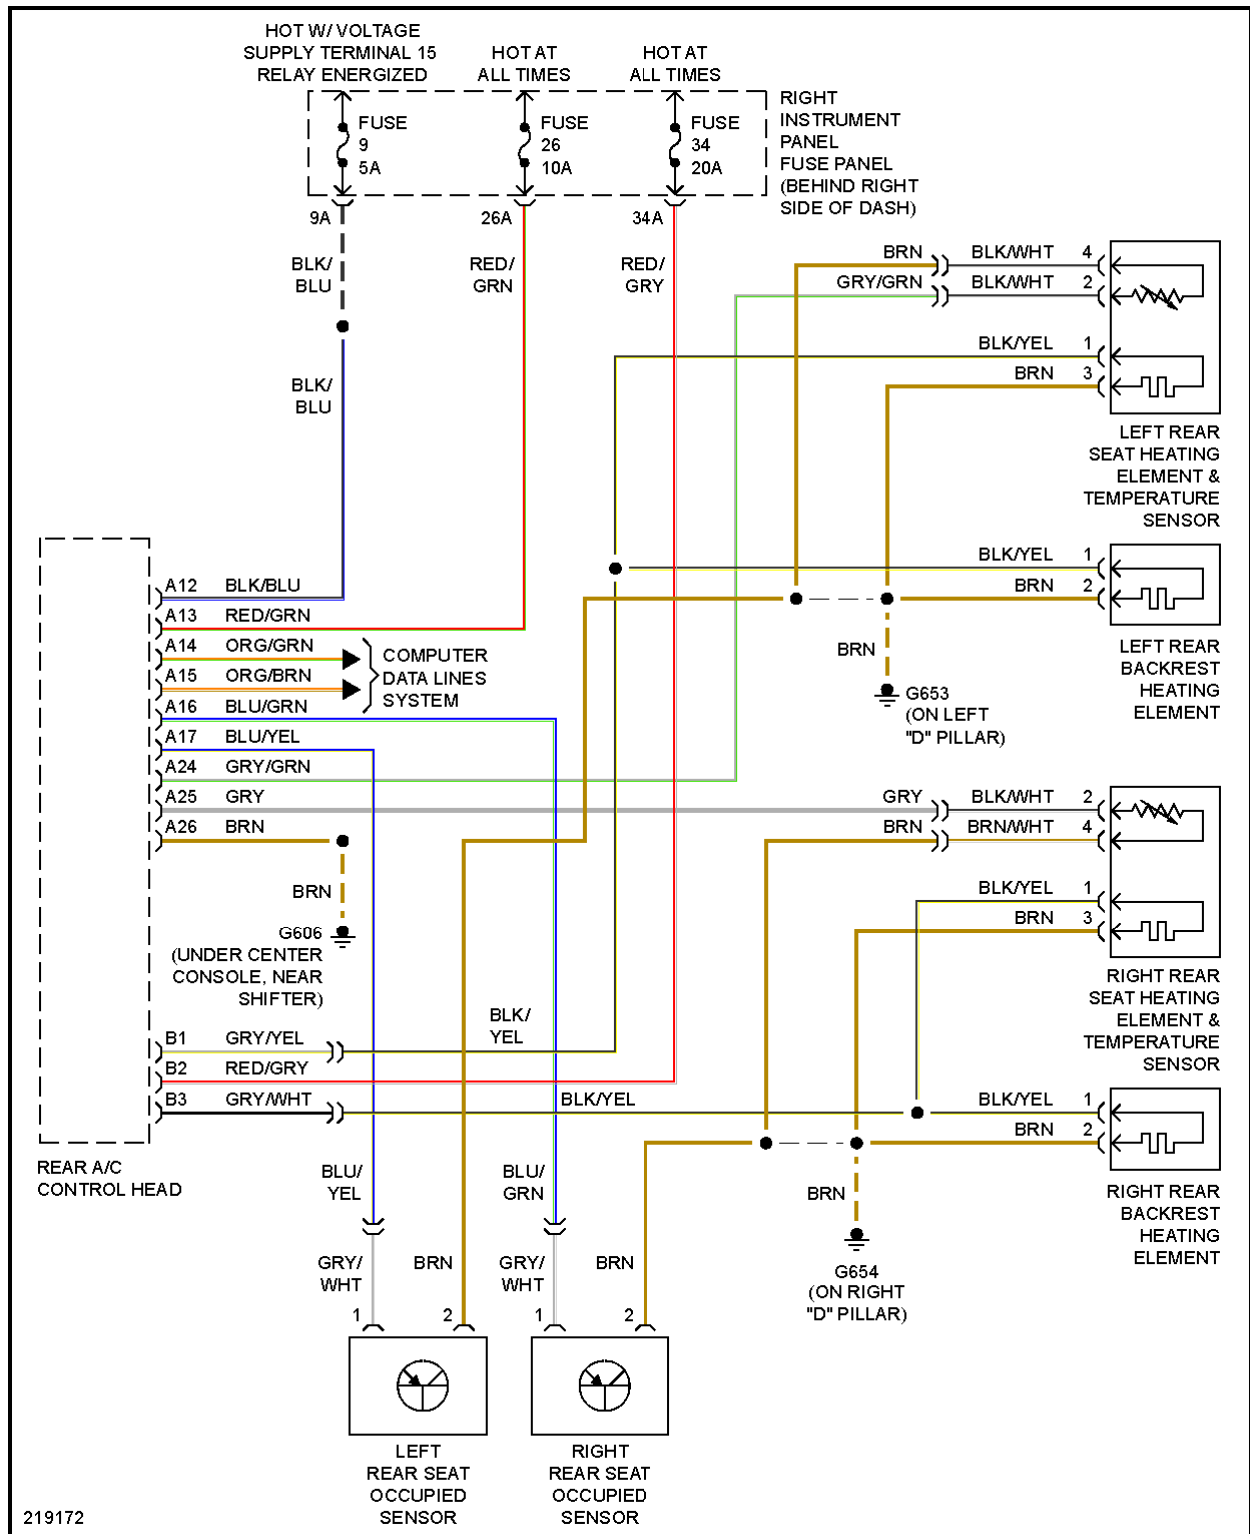 HOT W/ VOLTAGE
SUPPLY TERMINAL 15
RELAY ENERGIZED
HOT AT
ALL TIMES
HOT AT
ALL TIMES
FUSE
9
5A
FUSE
26
10A
FUSE
34
20A
RIGHT
INSTRUMENT
PANEL
FUSE PANEL
(BEHIND RIGHT
SIDE OF DASH)
9A
26A
34A
BLK/
BLU
RED/
GRN
RED/
GRY
BLK/
BLU
BRN
BLK/WHT
4
GRY/GRN
BLK/WHT
2
BLK/YEL
1
BRN
3
LEFT REAR
SEAT HEATING
ELEMENT &
TEMPERATURE
SENSOR
BLK/YEL
1
BRN
2
LEFT REAR
BACKREST
HEATING
ELEMENT
BRN
G653
(ON LEFT
"D" PILLAR)
A12 BLK/BLU
A13 RED/GRN
A14 ORG/GRN
A15 ORG/BRN
A16 BLU/GRN
A17 BLU/YEL
A24 GRY/GRN
A25 GRY
A26 BRN
COMPUTER
DATA LINES
SYSTEM
BRN
G606
(UNDER CENTER
CONSOLE, NEAR
SHIFTER)
GRY
BLK/WHT
2
BRN
BRN/WHT
4
BLK/YEL
1
BRN
3
RIGHT REAR
SEAT HEATING
ELEMENT &
TEMPERATURE
SENSOR
BLK/
YEL
B1 GRY/YEL
B2 RED/GRY
B3 GRY/WHT
BLK/YEL
BLK/YEL
1
BRN
2
RIGHT REAR
BACKREST
HEATING
ELEMENT
REAR A/C
CONTROL HEAD
BLU/
YEL
BLU/
GRN
BRN
G654
(ON RIGHT
"D" PILLAR)
GRY/
WHT
BRN
GRY/
WHT
BRN
1
2
1
2
LEFT
REAR SEAT
OCCUPIED
SENSOR
RIGHT
REAR SEAT
OCCUPIED
SENSOR
219172